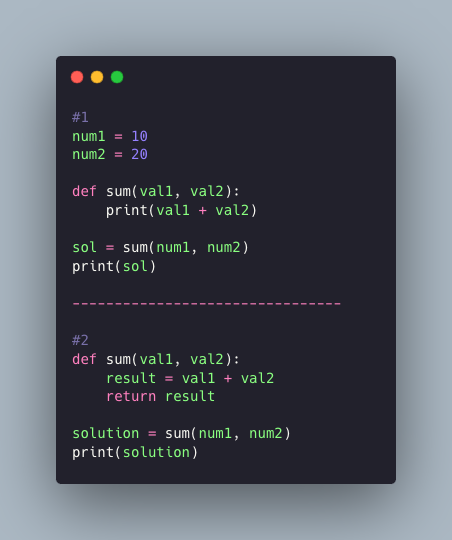 #1
num1 = 10
num2 = 20
def sum(val1, val2):
    print(val1 + val2)
sol = sum(num1, num2)
print(sol)
--------------------------------
#2
def sum(val1, val2):
    result = val1 + val2
    return result
solution = sum(num1, num2)
print(solution)